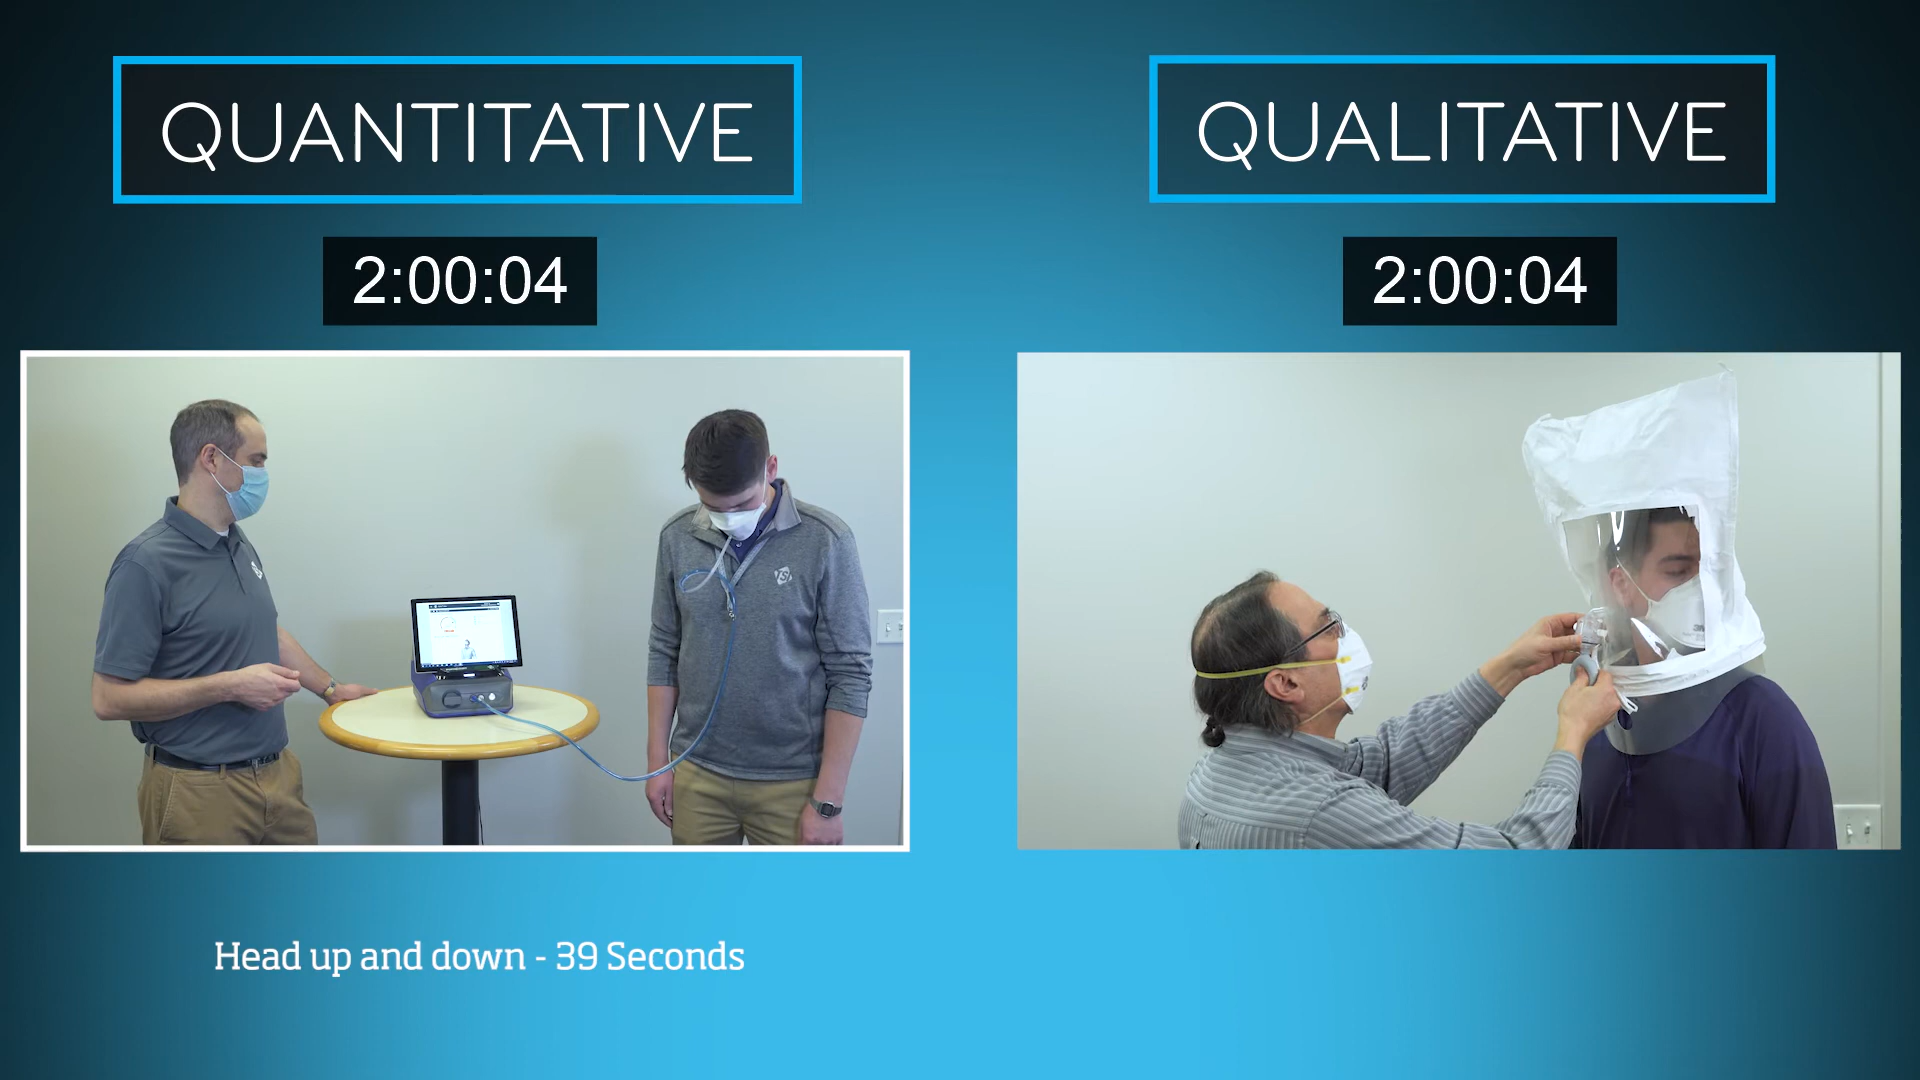 QUANTITATIVE
QUALITATIVE
2:00:04
2:00:04
Head up and down - 39 Seconds